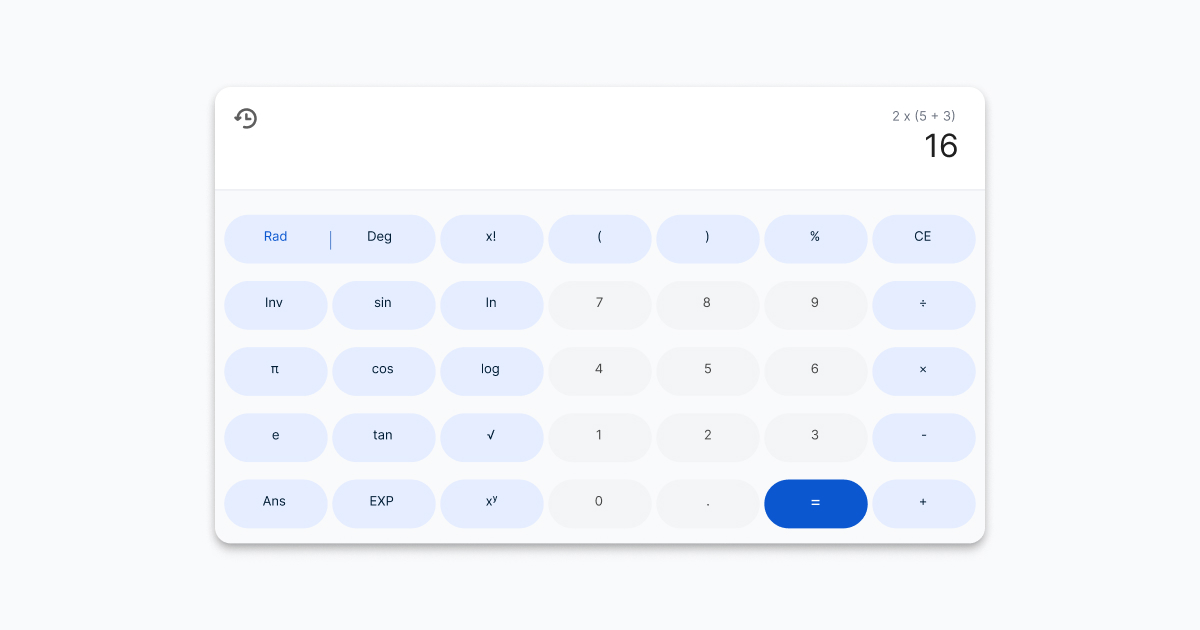 2 x (5 + 3)
16
Rad | Deg x! ( ) % CE
Inv sin ln 7 8 9 ÷
π cos log 4 5 6 ×
e tan √ 1 2 3 -
Ans EXP xʸ 0 . = +